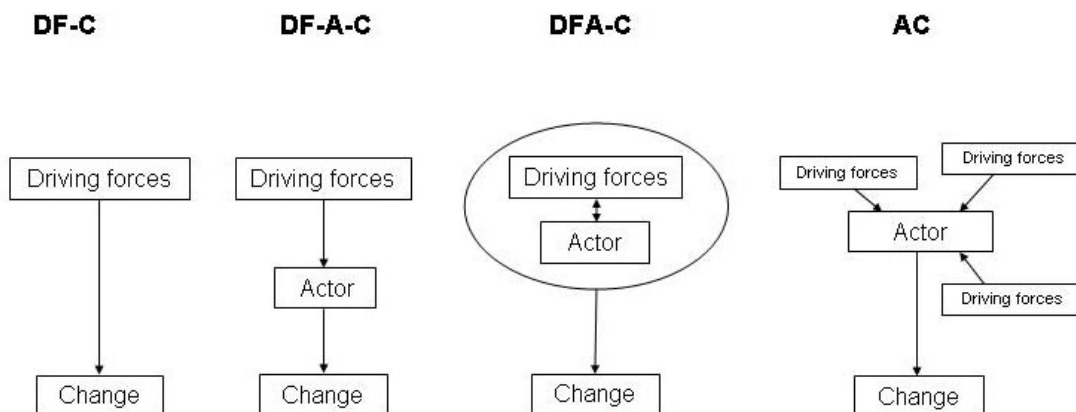 DF-C
DF-A-C
DFA-C
AC
Driving forces
Driving forces
Driving forces
Driving forces
Driving forces
Actor
Actor
Actor
Driving forces
Change
Change
Change
Change